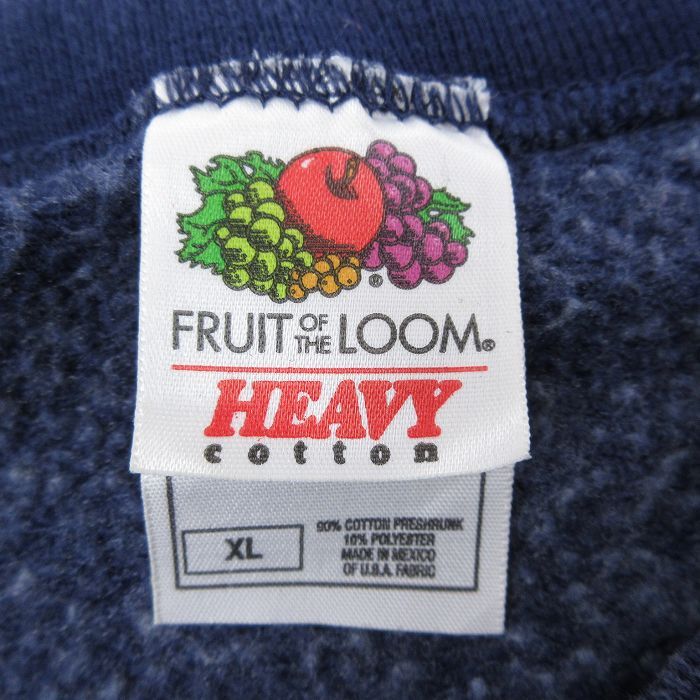 FRUIT OF THE LOOM®
HEAVY
cotton
XL
90% COTTON PRESHRUNK
10% POLYESTER
MADE IN MEXICO
OF U.S.A. FABRIC